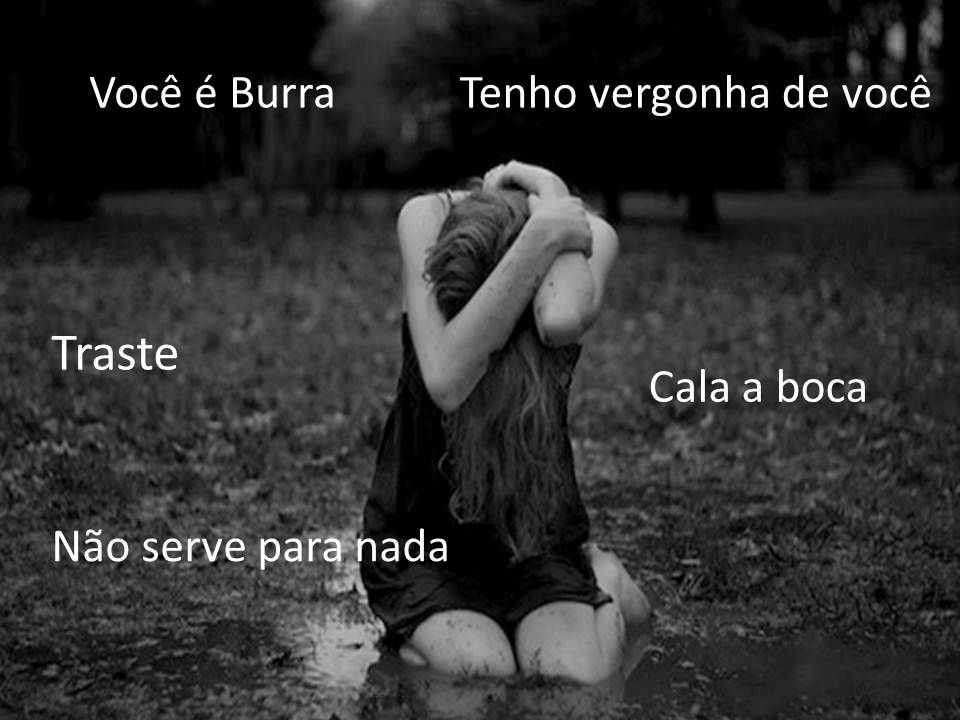 Você é Burra
Tenho vergonha de você
Traste
Cala a boca
Não serve para nada